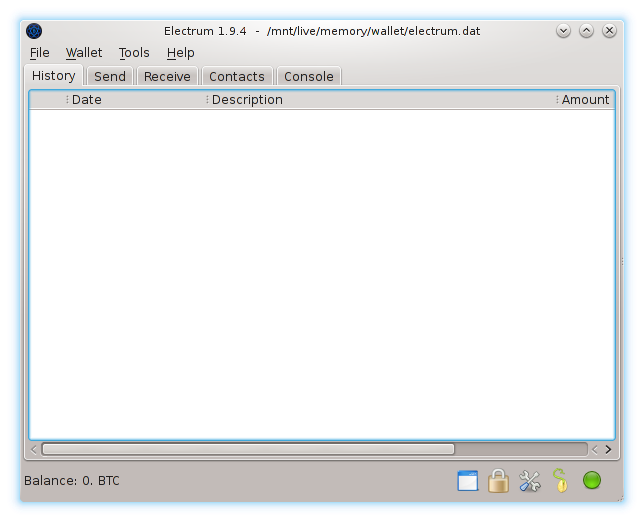 Electrum 1.9.4 - /mnt/live/memory/wallet/electrum.dat
File Wallet Tools Help
History Send Receive Contacts Console
Date Description Amount
Balance: 0. BTC